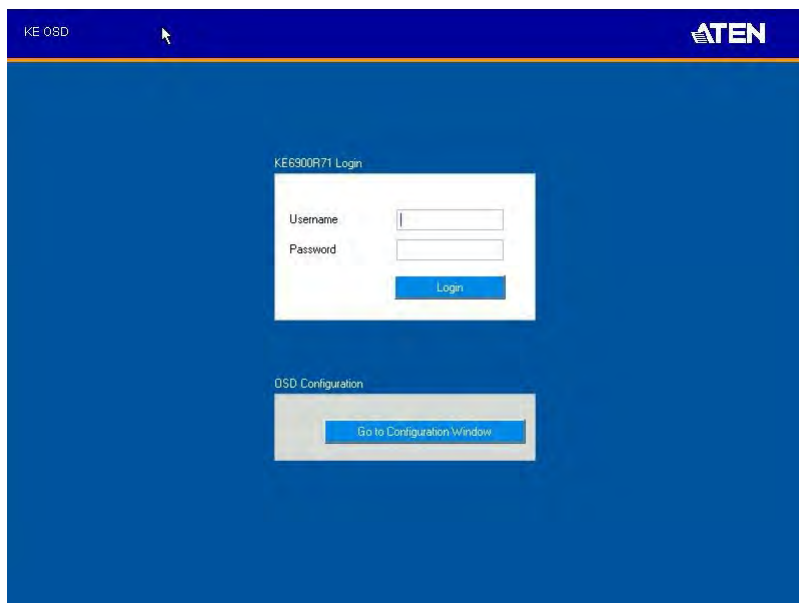 KE OSD
ATEN
KE6900R71 Login
Username
Password
Login
OSD Configuration
Go to Configuration Window